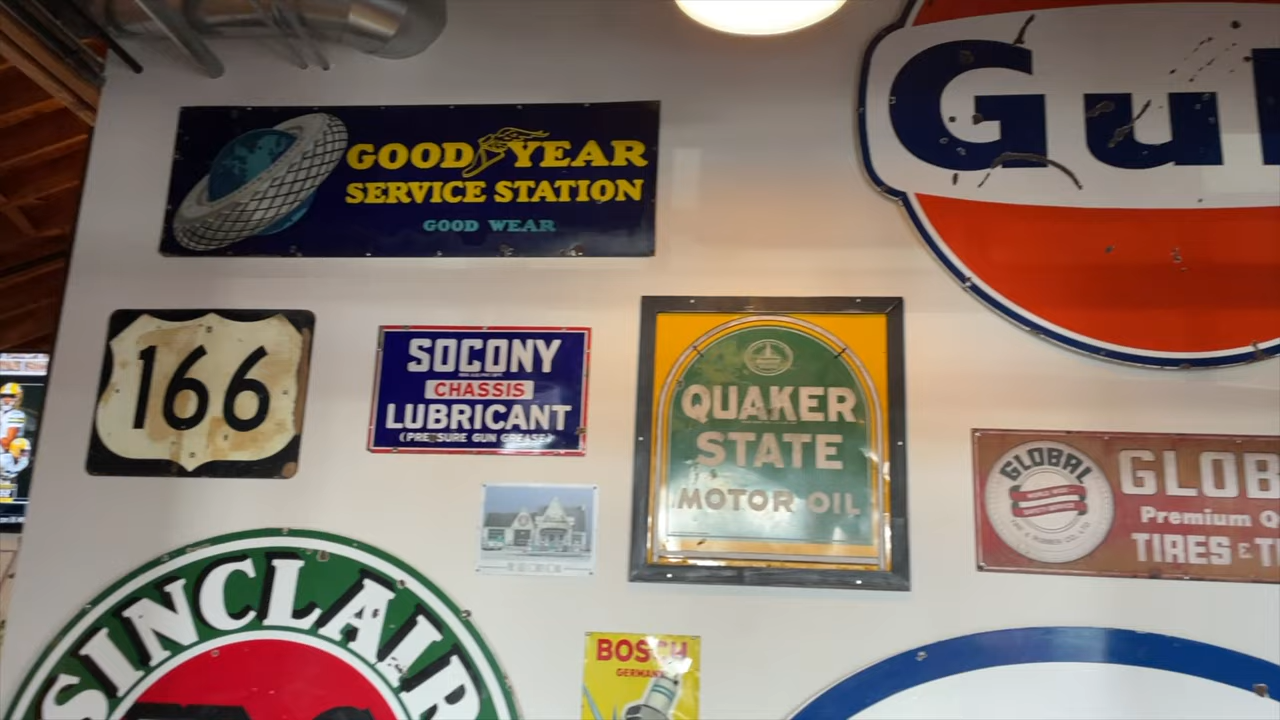 GOOD YEAR
SERVICE STATION
GOOD WEAR
Gu
166
SOCONY
CHASSIS
LUBRICANT
(PRESSURE GUN GREASE)
QUAKER
STATE
MOTOR OIL
GLOBAL
GLOB
Premium Q
TIRES & T
SINCLAIR
BOSCH
GERMANY